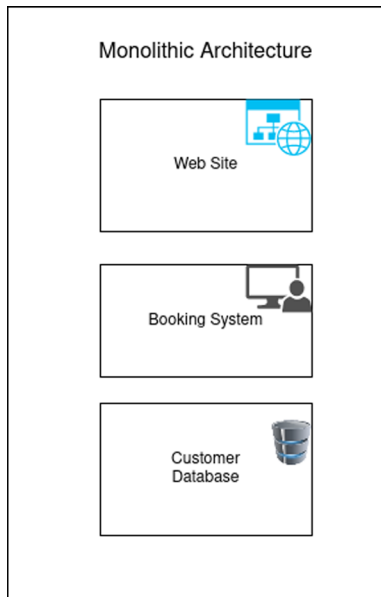 Monolithic Architecture
Web Site
Booking System
Customer
Database